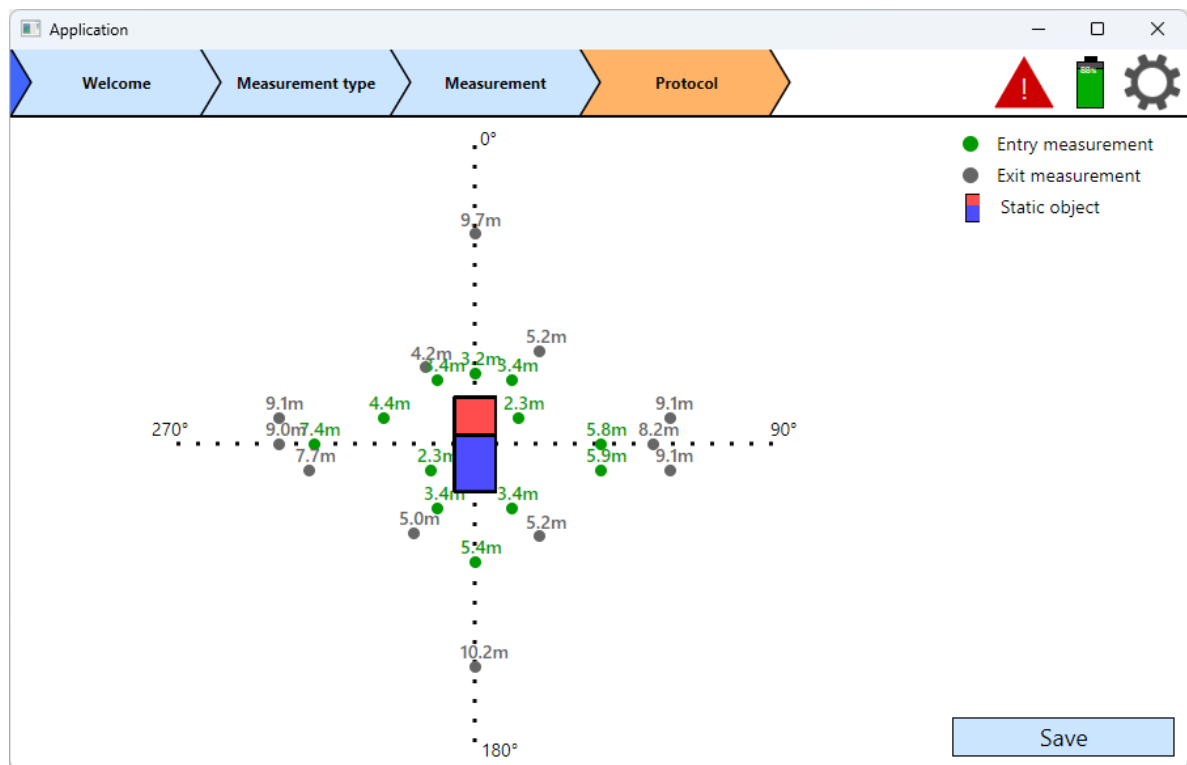 Application
Welcome
Measurement type
Measurement
Protocol
!
88%
0°
Entry measurement
Exit measurement
Static object
9.7m
5.2m
4.2m
3.2m
3.4m
9.1m
4.4m
2.3m
9.1m
270°
9.0m
7.4m
5.8m
8.2m
90°
7.7m
2.3m
5.9m
9.1m
3.4m
3.4m
5.0m
5.2m
5.4m
10.2m
180°
Save